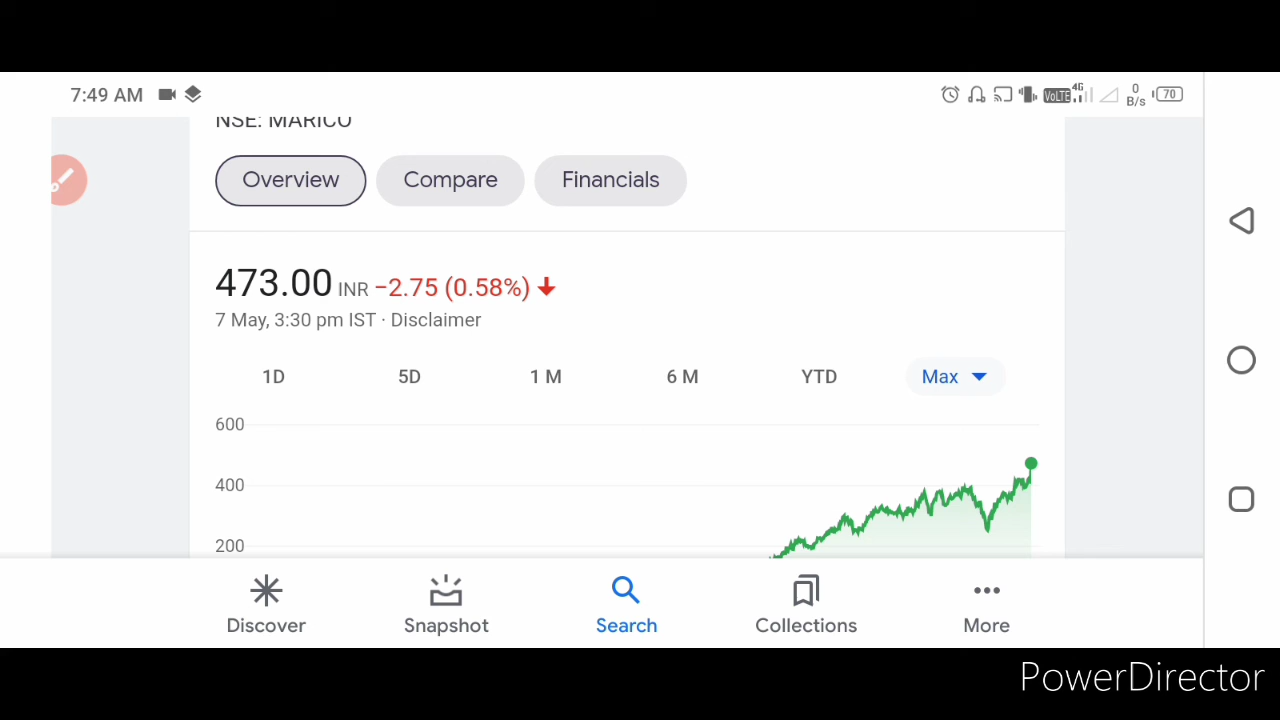 7:49 AM
VoLTE 4G 0 B/s 70
NSE: MARICO
Overview Compare Financials
473.00 INR −2.75 (0.58%)
7 May, 3:30 pm IST · Disclaimer
1D 5D 1 M 6 M YTD Max
600
400
200
Discover Snapshot Search Collections More
PowerDirector